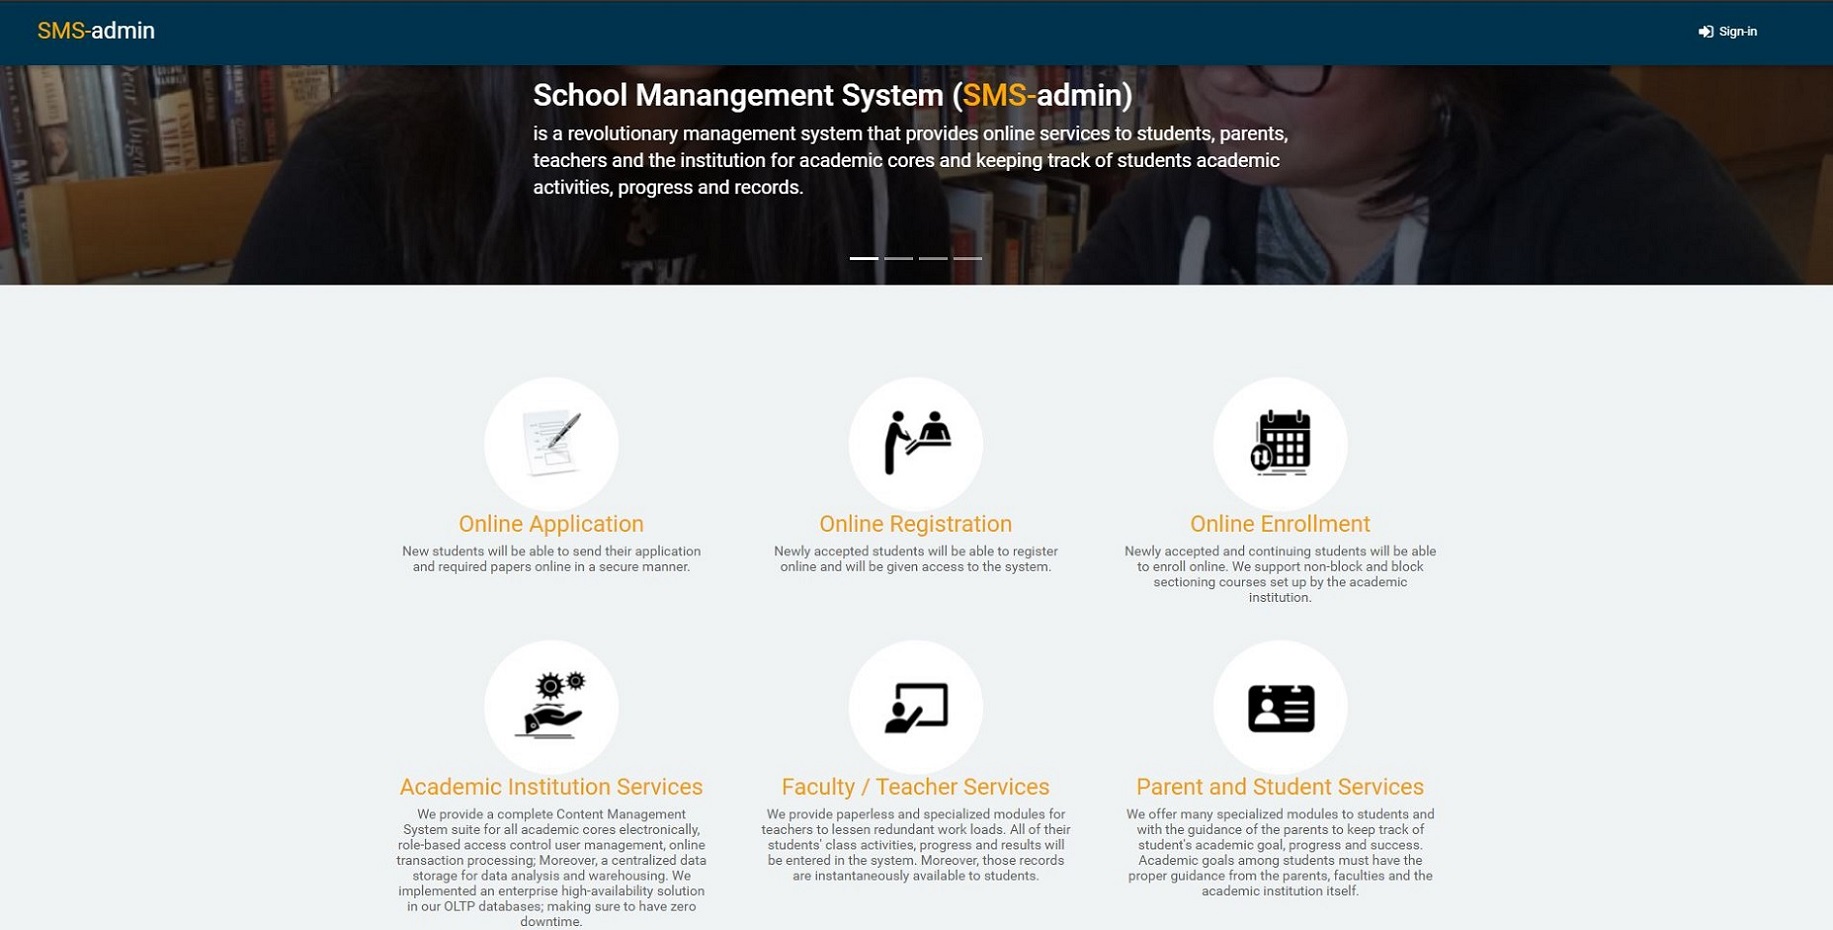 SMS-admin
Sign-in
School Manangement System (SMS-admin)
is a revolutionary management system that provides online services to students, parents,
teachers and the institution for academic cores and keeping track of students academic
activities, progress and records.
Online Application
New students will be able to send their application
and required papers online in a secure manner.
Online Registration
Newly accepted students will be able to register
online and will be given access to the system.
Online Enrollment
Newly accepted and continuing students will be able
to enroll online. We support non-block and block
sectioning courses set up by the academic
institution.
Academic Institution Services
We provide a complete Content Management
System suite for all academic cores electronically,
role-based access control user management, online
transaction processing; Moreover, a centralized data
storage for data analysis and warehousing. We
implemented an enterprise high-availability solution
in our OLTP databases; making sure to have zero
downtime.
Faculty / Teacher Services
We provide paperless and specialized modules for
teachers to lessen redundant work loads. All of their
students' class activities, progress and results will
be entered in the system. Moreover, those records
are instantaneously available to students.
Parent and Student Services
We offer many specialized modules to students and
with the guidance of the parents to keep track of
student's academic goal, progress and success.
Academic goals among students must have the
proper guidance from the parents, faculties and the
academic institution itself.